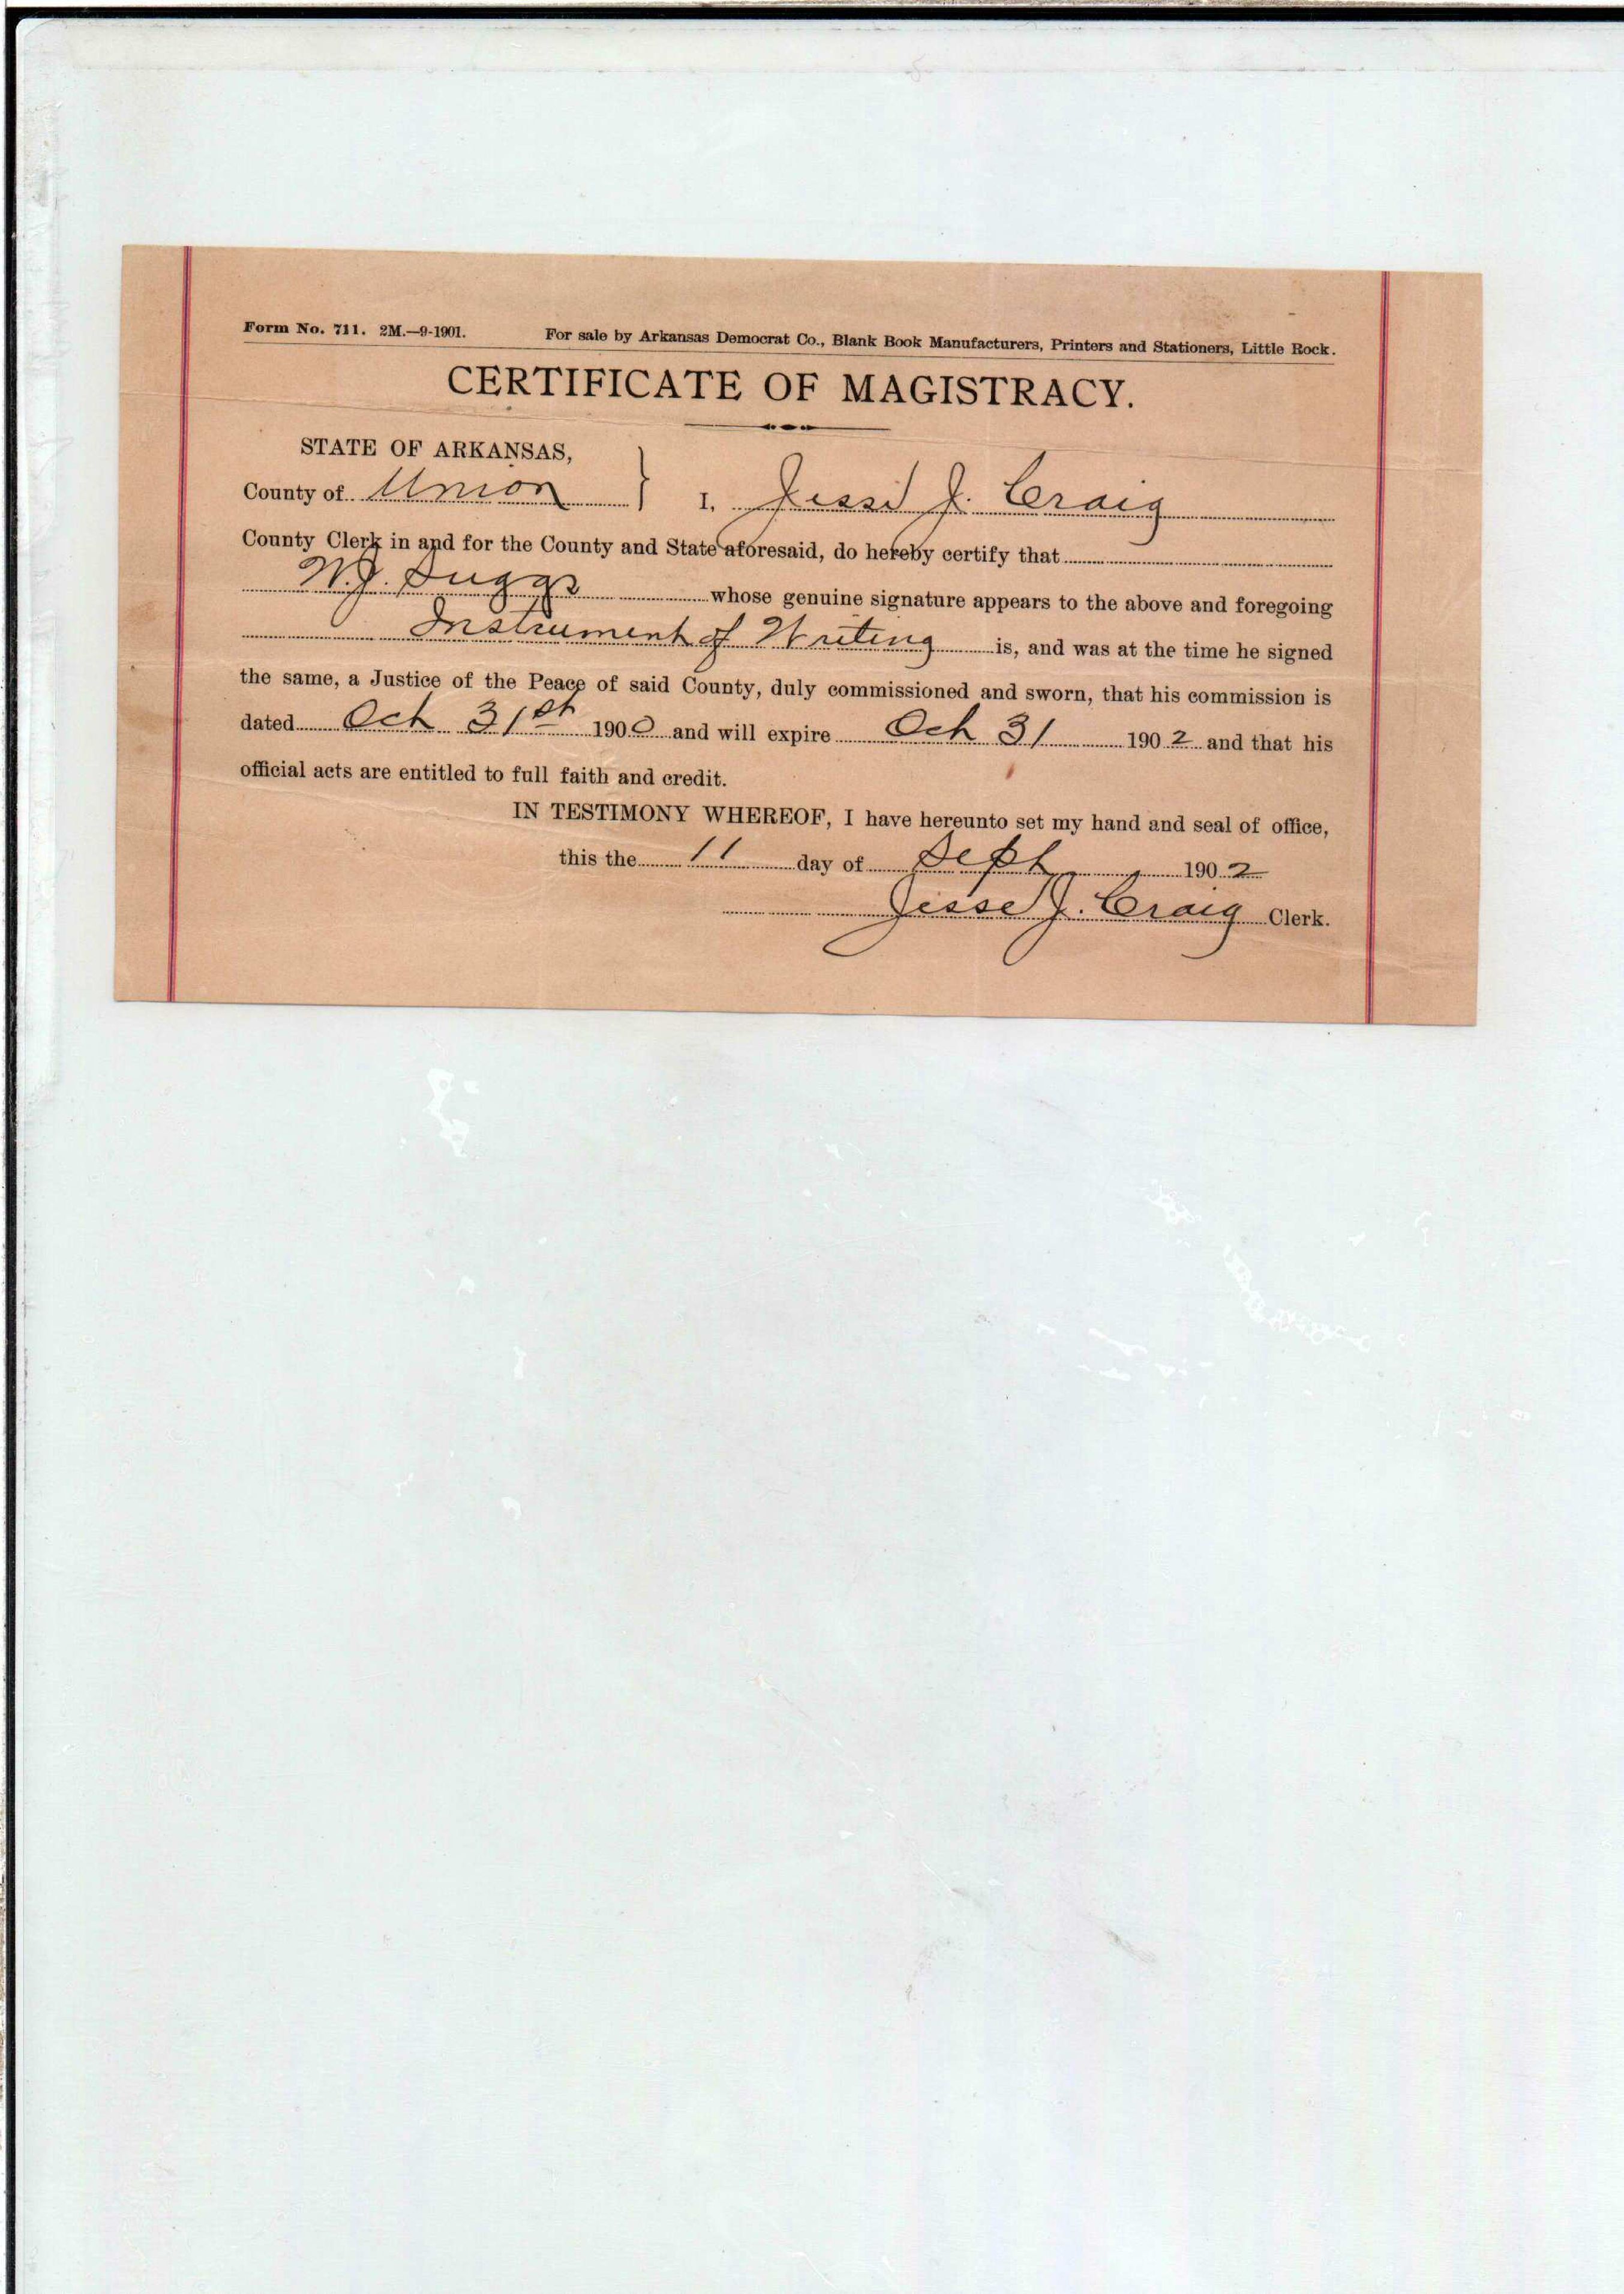 Form No. 711. 2M.—9-1901. For sale by Arkansas Democrat Co., Blank Book Manufacturers, Printers and Stationers, Little Rock.
CERTIFICATE OF MAGISTRACY.
STATE OF ARKANSAS,
County of Union } I, Jesse J. Craig
County Clerk in and for the County and State aforesaid, do hereby certify that
W.J. Suggs whose genuine signature appears to the above and foregoing
Instrument of Writing is, and was at the time he signed
the same, a Justice of the Peace of said County, duly commissioned and sworn, that his commission is
dated Oct 31st 1900 and will expire Oct 31 1902 and that his
official acts are entitled to full faith and credit.
IN TESTIMONY WHEREOF, I have hereunto set my hand and seal of office,
this the 11 day of Sept 1902
Jesse J. Craig Clerk.